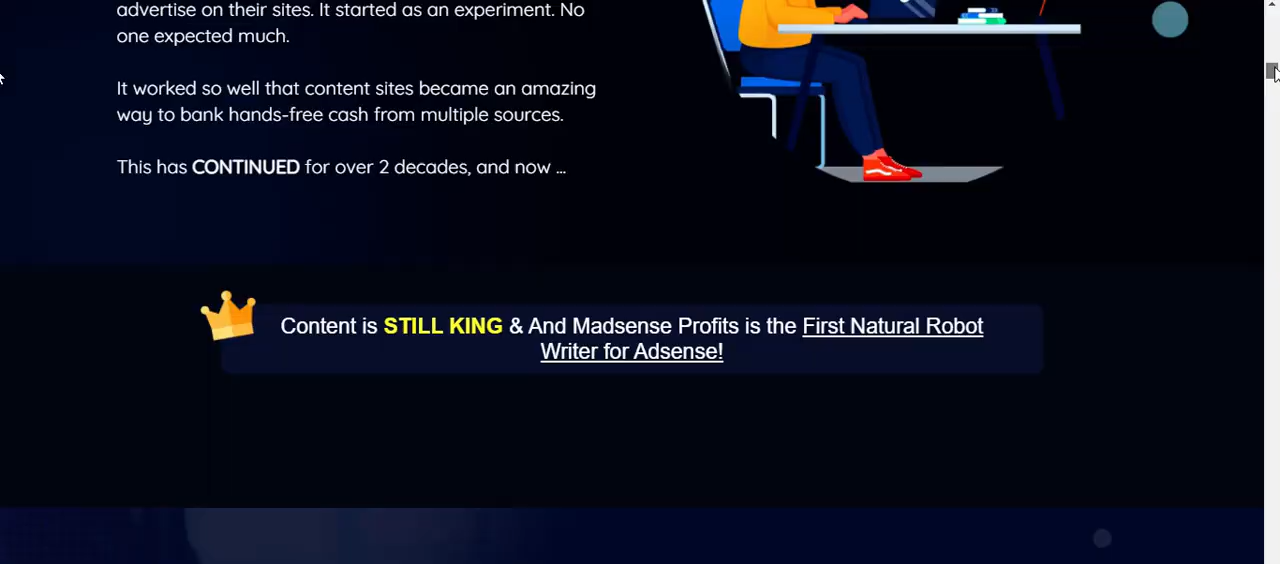 advertise on their sites. It started as an experiment. No
one expected much.
It worked so well that content sites became an amazing
way to bank hands-free cash from multiple sources.
This has CONTINUED for over 2 decades, and now ...
Content is STILL KING & And Madsense Profits is the First Natural Robot
Writer for Adsense!